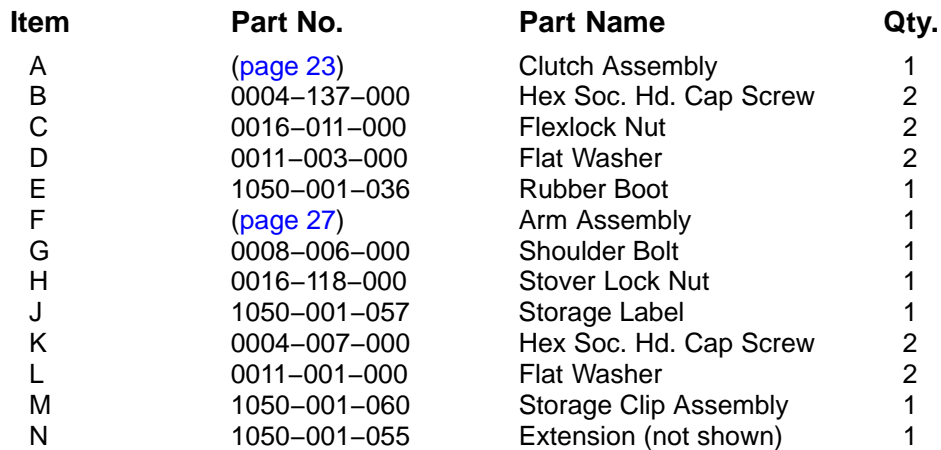 Item Part No. Part Name Qty.
A (page 23) Clutch Assembly 1
B 0004−137−000 Hex Soc. Hd. Cap Screw 2
C 0016−011−000 Flexlock Nut 2
D 0011−003−000 Flat Washer 2
E 1050−001−036 Rubber Boot 1
F (page 27) Arm Assembly 1
G 0008−006−000 Shoulder Bolt 1
H 0016−118−000 Stover Lock Nut 1
J 1050−001−057 Storage Label 1
K 0004−007−000 Hex Soc. Hd. Cap Screw 2
L 0011−001−000 Flat Washer 2
M 1050−001−060 Storage Clip Assembly 1
N 1050−001−055 Extension (not shown) 1